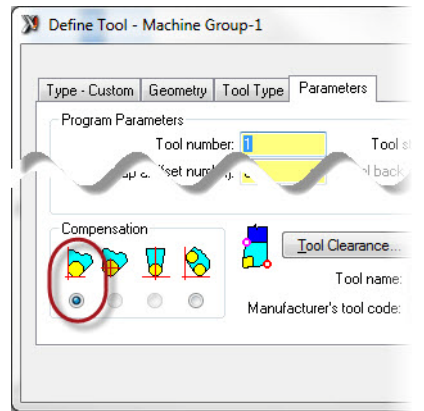 Define Tool - Machine Group-1
Type - Custom Geometry Tool Type Parameters
Program Parameters
Tool number: 1 Tool
Compensation
Tool Clearance...
Tool name:
Manufacturer's tool code: